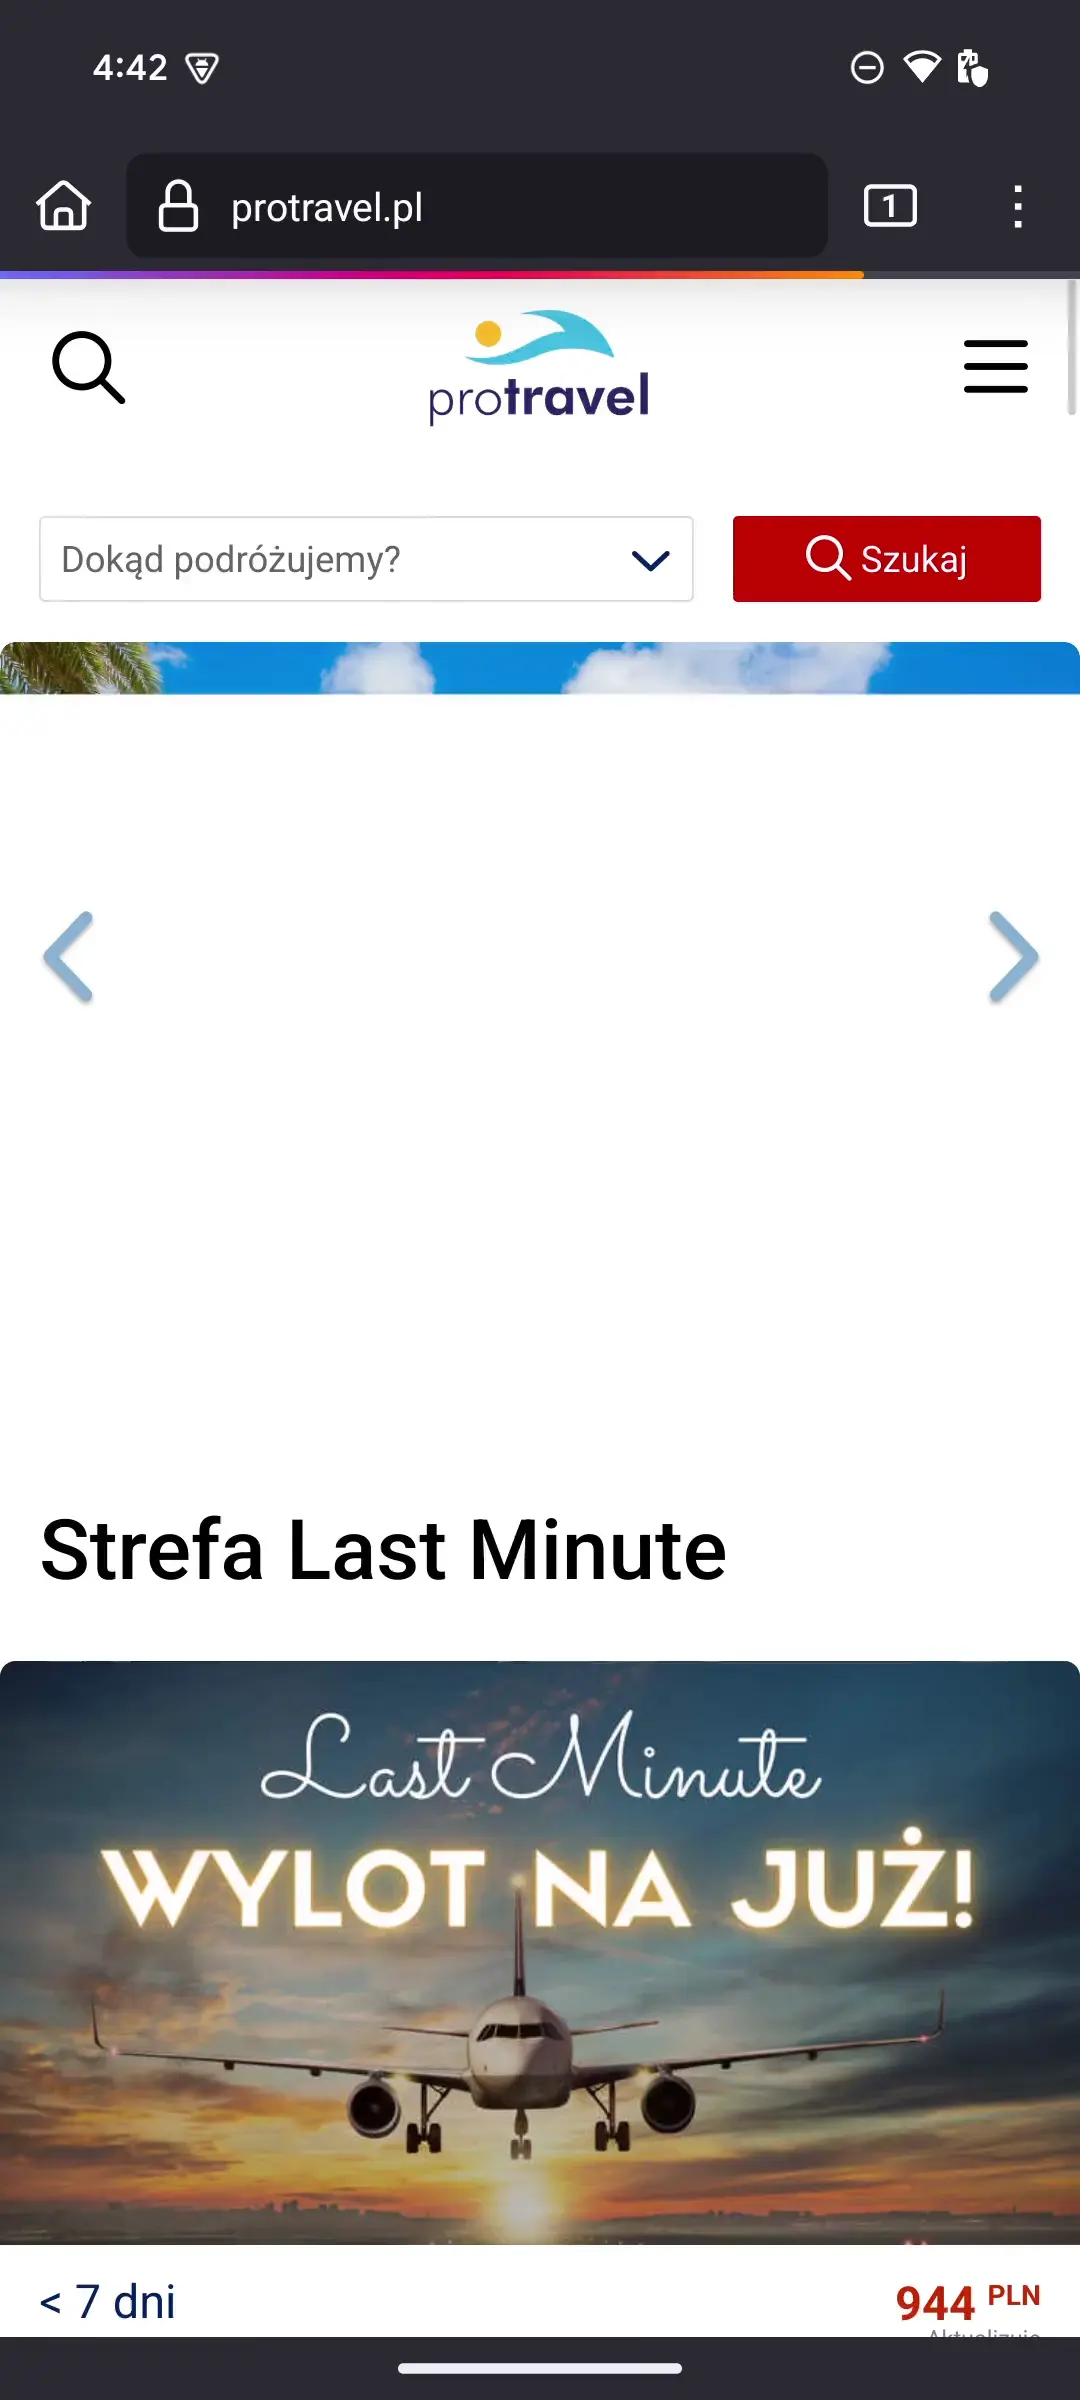 4:42
protravel.pl
1
protravel
Dokąd podróżujemy?
Szukaj
Strefa Last Minute
Last Minute
WYLOT NA JUŻ!
< 7 dni
944 PLN